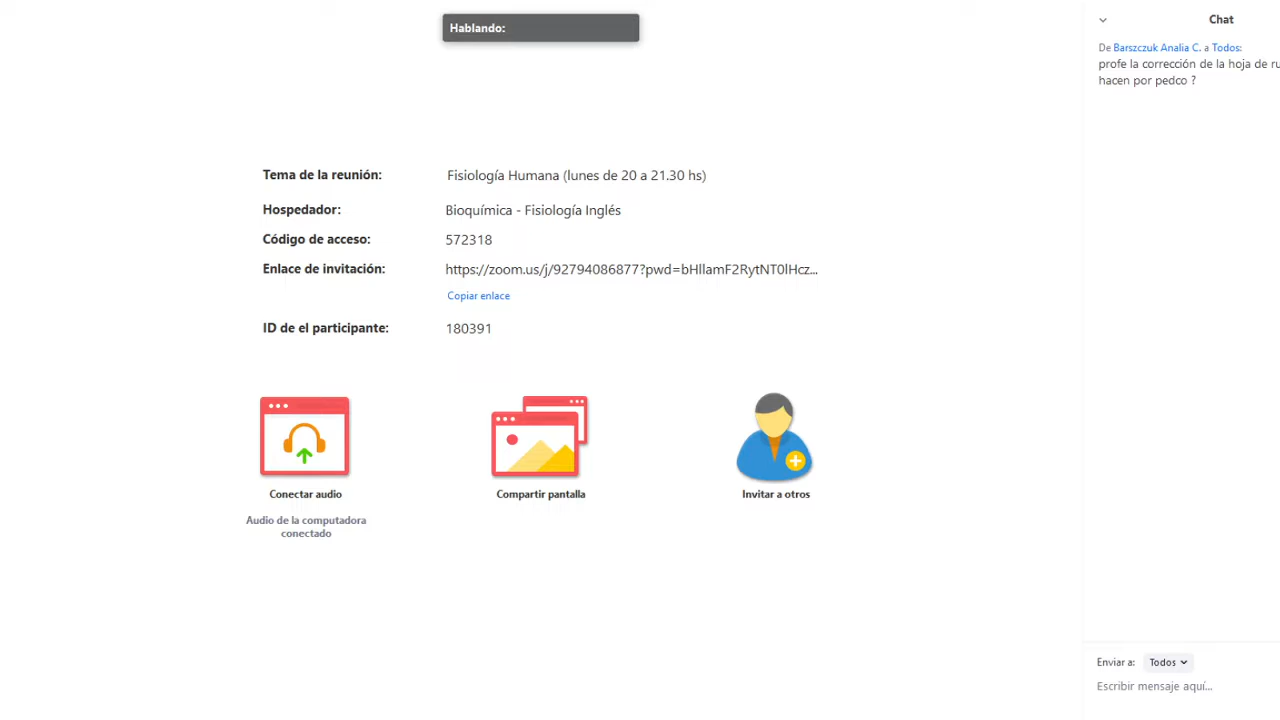 Hablando:
Chat
De Barszczuk Analia C. a Todos:
profe la corrección de la hoja de
hacen por pedco ?
Tema de la reunión: Fisiología Humana (lunes de 20 a 21.30 hs)
Hospedador: Bioquímica - Fisiología Inglés
Código de acceso: 572318
Enlace de invitación: https://zoom.us/j/92794086877?pwd=bHllamF2RytNT0lHcz...
Copiar enlace
ID de el participante: 180391
Conectar audio
Audio de la computadora
conectado
Compartir pantalla
Invitar a otros
Enviar a: Todos
Escribir mensaje aquí...